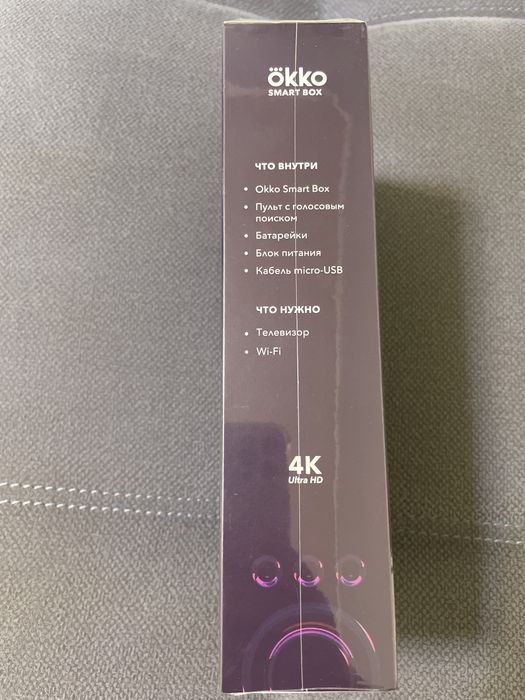 okko
SMART BOX
ЧТО ВНУТРИ
• Okko Smart Box
• Пульт с голосовым
поиском
• Батарейки
• Блок питания
• Кабель micro-USB
ЧТО НУЖНО
• Телевизор
• Wi-Fi
4K
Ultra HD